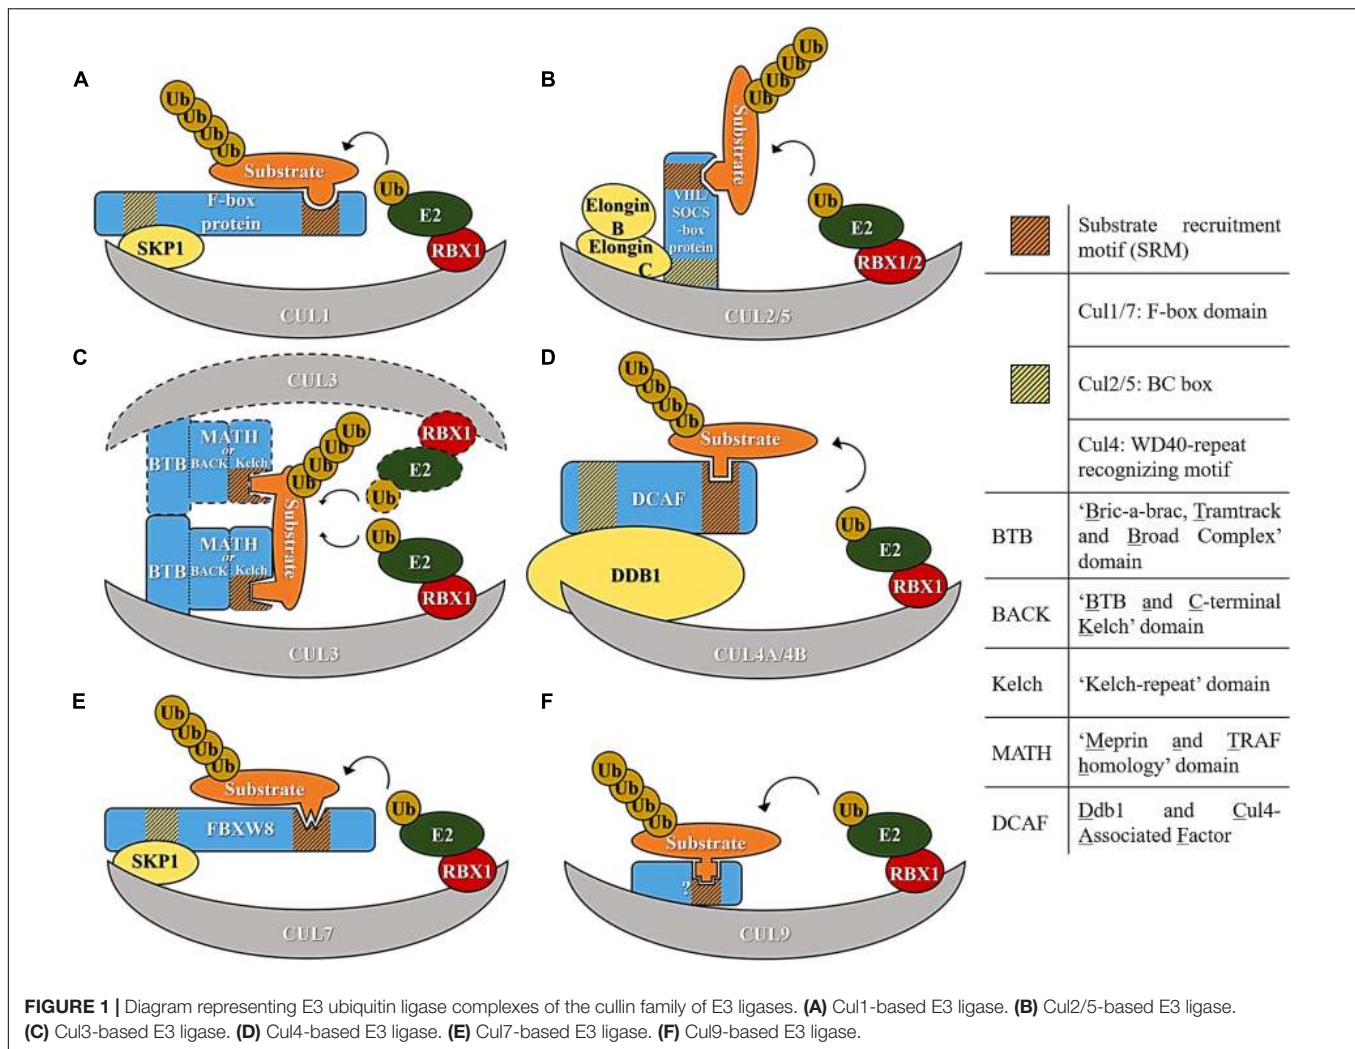 A
Ub
Ub
Ub
Ub
Substrate
Ub
F-box
protein
E2
SKP1
RBX1
CUL1
B
Ub
Ub
Ub
Ub
Substrate
Ub
VHL/
SOCS
-box
protein
Elongin
B
Elongin
C
E2
RBX1/2
CUL2/5
C
CUL3
RBX1
E2
Ub
BTB
MATH
or
BACK
Kelch
Ub
Ub
Ub
Ub
Substrate
BTB
MATH
or
BACK
Kelch
Ub
E2
RBX1
CUL3
D
Ub
Ub
Ub
Ub
Substrate
DCAF
DDB1
Ub
E2
RBX1
CUL4A/4B
E
Ub
Ub
Ub
Ub
Substrate
FBXW8
SKP1
Ub
E2
RBX1
CUL7
F
Ub
Ub
Ub
Ub
Substrate
?
Ub
E2
RBX1
CUL9
Substrate recruitment
motif (SRM)
Cul1/7: F-box domain
Cul2/5: BC box
Cul4: WD40-repeat
recognizing motif
BTB
‘Bric-a-brac, Tramtrack
and Broad Complex’
domain
BACK
‘BTB and C-terminal
Kelch’ domain
Kelch
‘Kelch-repeat’ domain
MATH
‘Meprin and TRAF
homology’ domain
DCAF
Ddb1 and Cul4-
Associated Factor
FIGURE 1 | Diagram representing E3 ubiquitin ligase complexes of the cullin family of E3 ligases. (A) Cul1-based E3 ligase. (B) Cul2/5-based E3 ligase.
(C) Cul3-based E3 ligase. (D) Cul4-based E3 ligase. (E) Cul7-based E3 ligase. (F) Cul9-based E3 ligase.